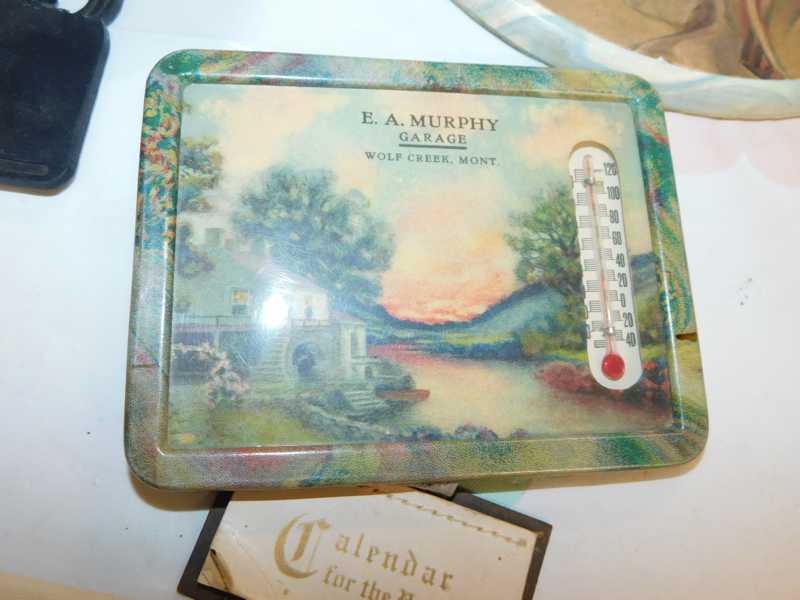 E. A. MURPHY
GARAGE
WOLF CREEK, MONT.
120
100
80
60
40
20
0
20
40
Calendar
for the